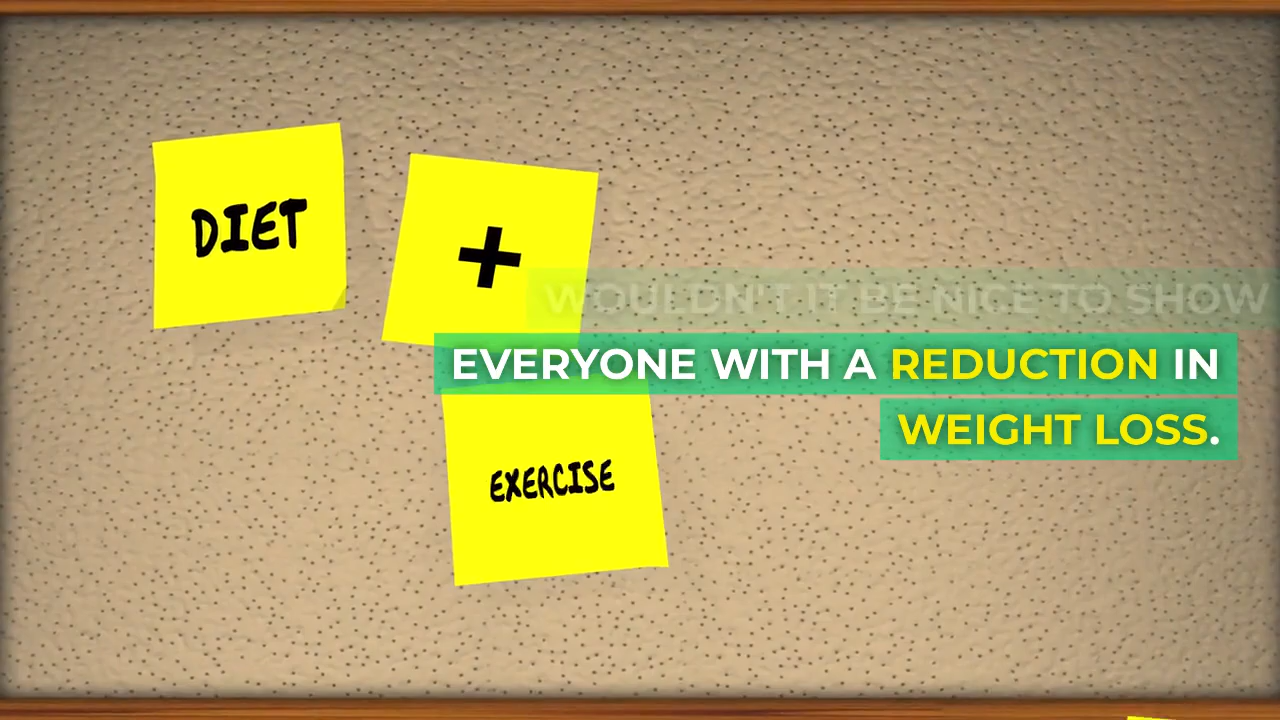 DIET
+
WOULDN'T IT BE NICE TO SHOW
EVERYONE WITH A REDUCTION IN
WEIGHT LOSS.
EXERCISE